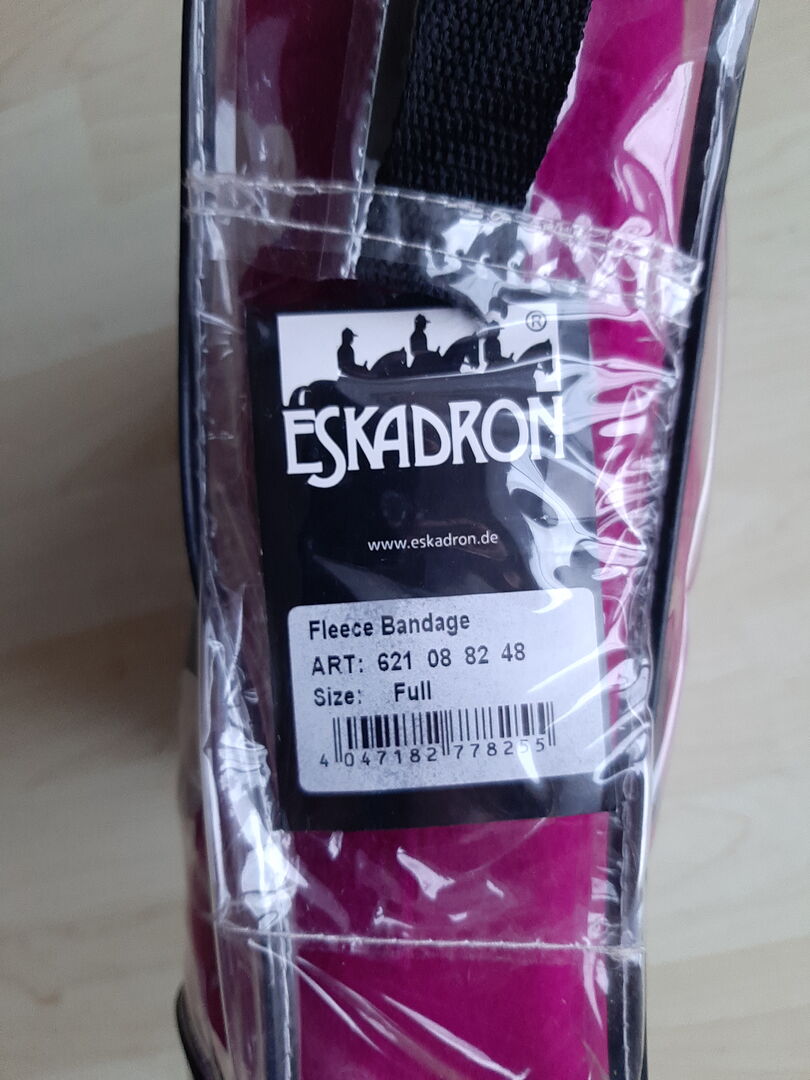 ®
ESKADRON
www.eskadron.de
Fleece Bandage
ART: 621 08 82 48
Size: Full
4 047182 778255